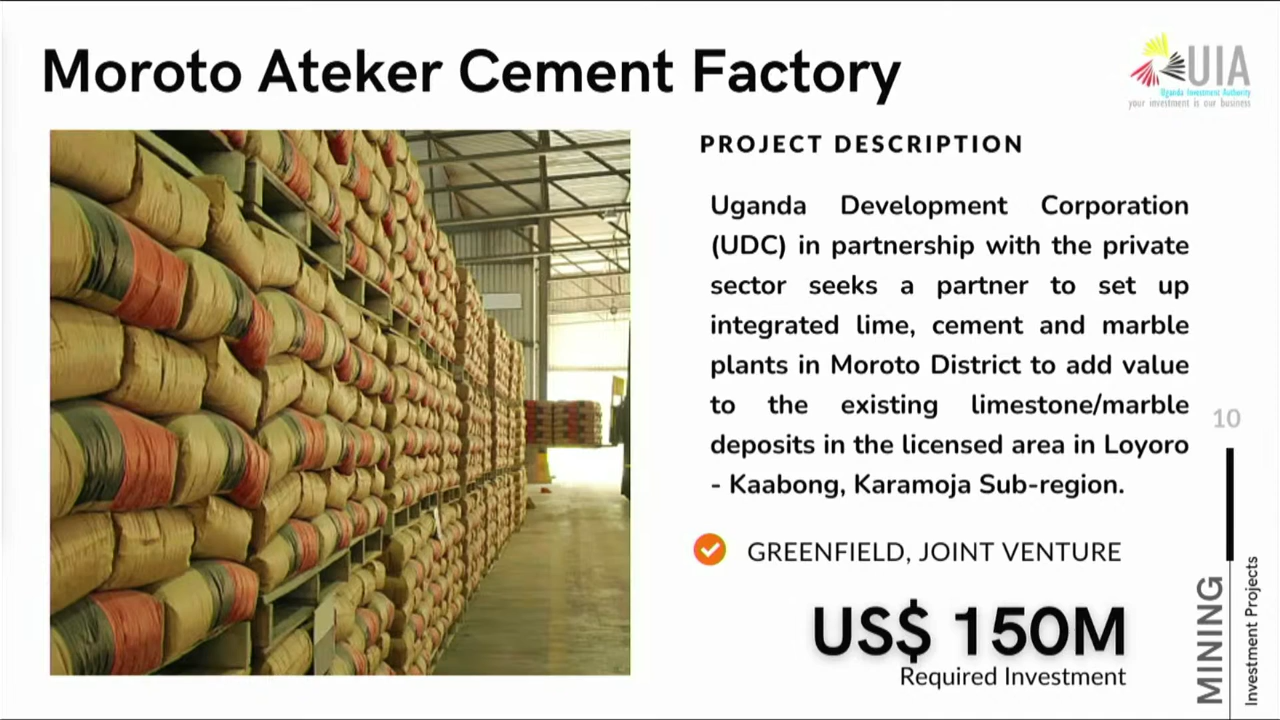 Moroto Ateker Cement Factory
UIA
Uganda Investment Authority
your investment is our business
PROJECT DESCRIPTION
Uganda Development Corporation
(UDC) in partnership with the private
sector seeks a partner to set up
integrated lime, cement and marble
plants in Moroto District to add value
to the existing limestone/marble
deposits in the licensed area in Loyoro
- Kaabong, Karamoja Sub-region.
GREENFIELD, JOINT VENTURE
US$ 150M
Required Investment
10
MINING
Investment Projects